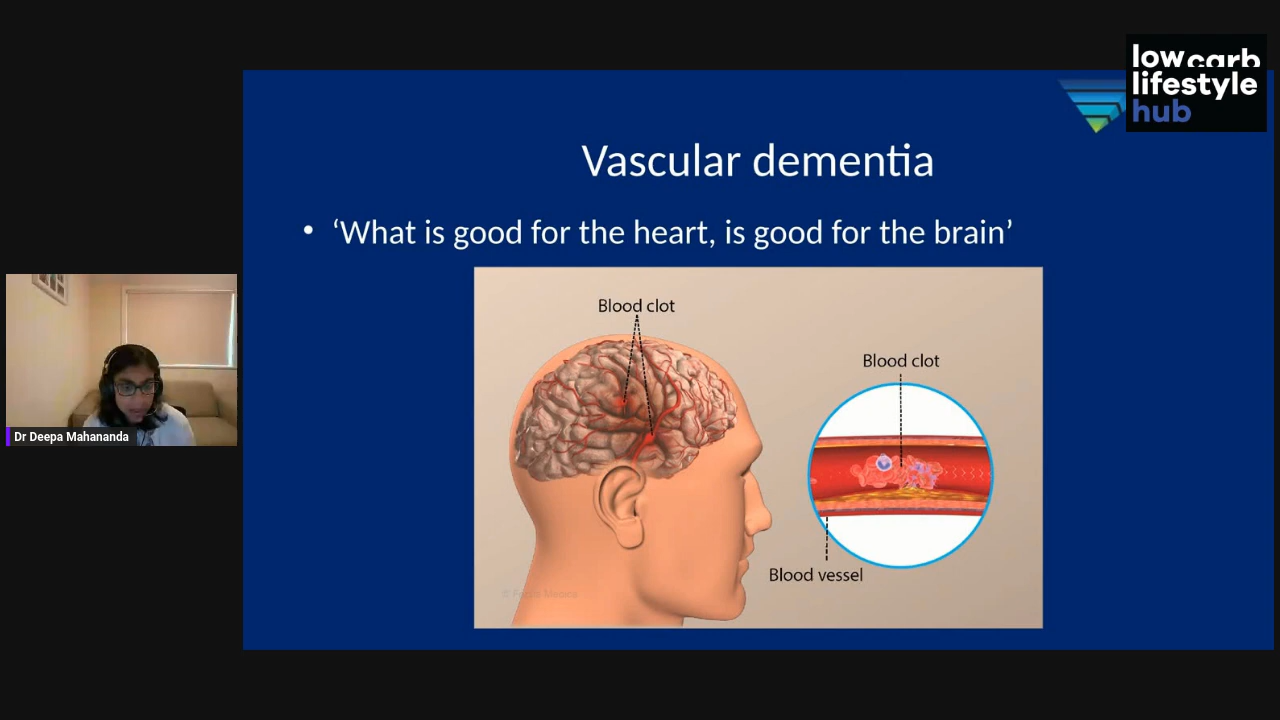 low carb
lifestyle
hub
Vascular dementia
• ‘What is good for the heart, is good for the brain’
Blood clot
Blood clot
Blood vessel
Dr Deepa Mahananda